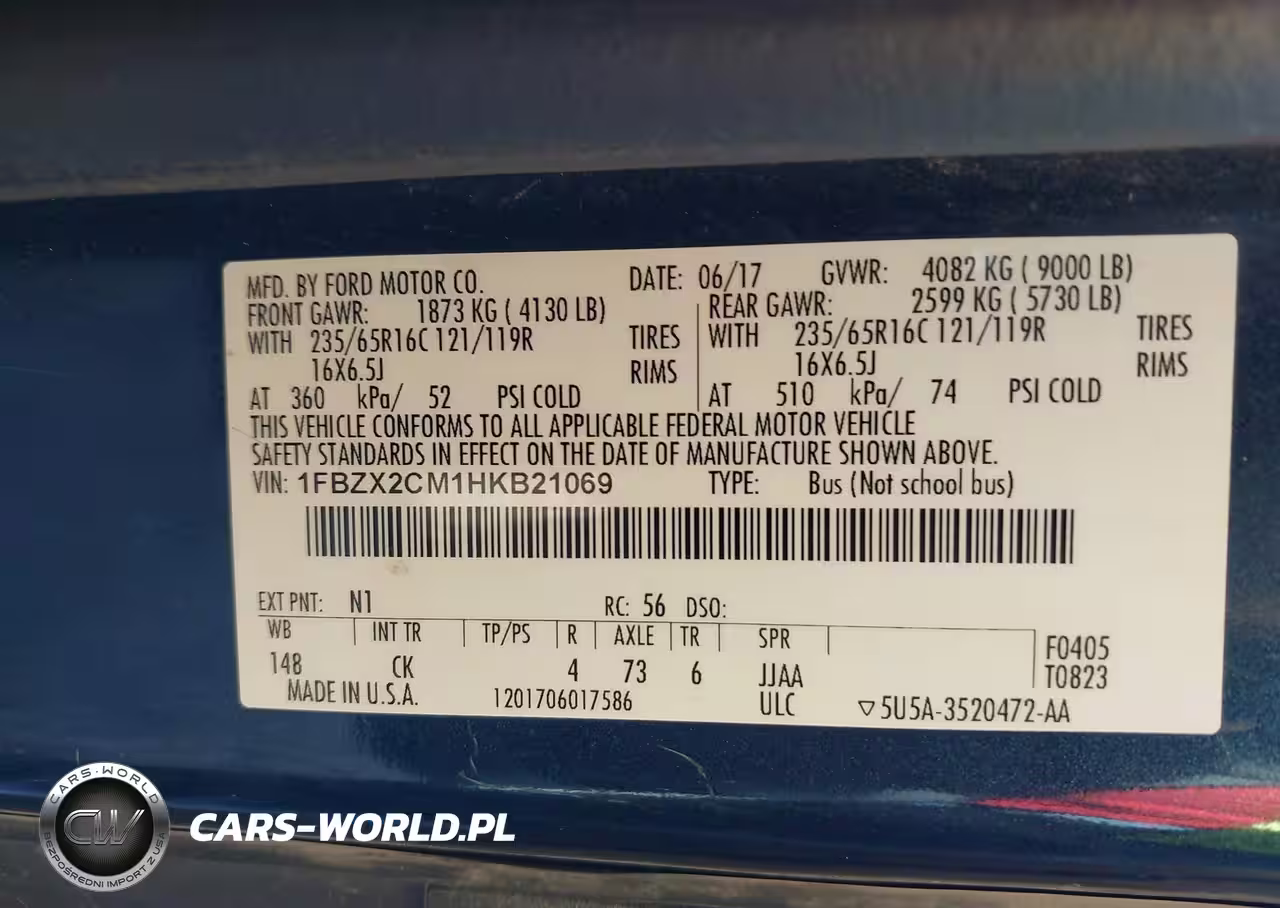 MFD. BY FORD MOTOR CO. DATE: 06/17 GVWR: 4082 KG ( 9000 LB)
FRONT GAWR: 1873 KG ( 4130 LB) REAR GAWR: 2599 KG ( 5730 LB)
WITH 235/65R16C 121/119R TIRES WITH 235/65R16C 121/119R TIRES
16X6.5J RIMS 16X6.5J RIMS
AT 360 kPa/ 52 PSI COLD AT 510 kPa/ 74 PSI COLD
THIS VEHICLE CONFORMS TO ALL APPLICABLE FEDERAL MOTOR VEHICLE
SAFETY STANDARDS IN EFFECT ON THE DATE OF MANUFACTURE SHOWN ABOVE.
VIN: 1FBZX2CM1HKB21069 TYPE: Bus (Not school bus)
EXT PNT: N1 RC: 56 DSO:
WB INT TR TP/PS R AXLE TR SPR F0405
148 CK 4 73 6 JJAA T0823
MADE IN U.S.A. 1201706017586 ULC ▽5U5A-3520472-AA
CARS-WORLD
CW
BEZPOŚREDNI IMPORT Z USA
CARS-WORLD.PL